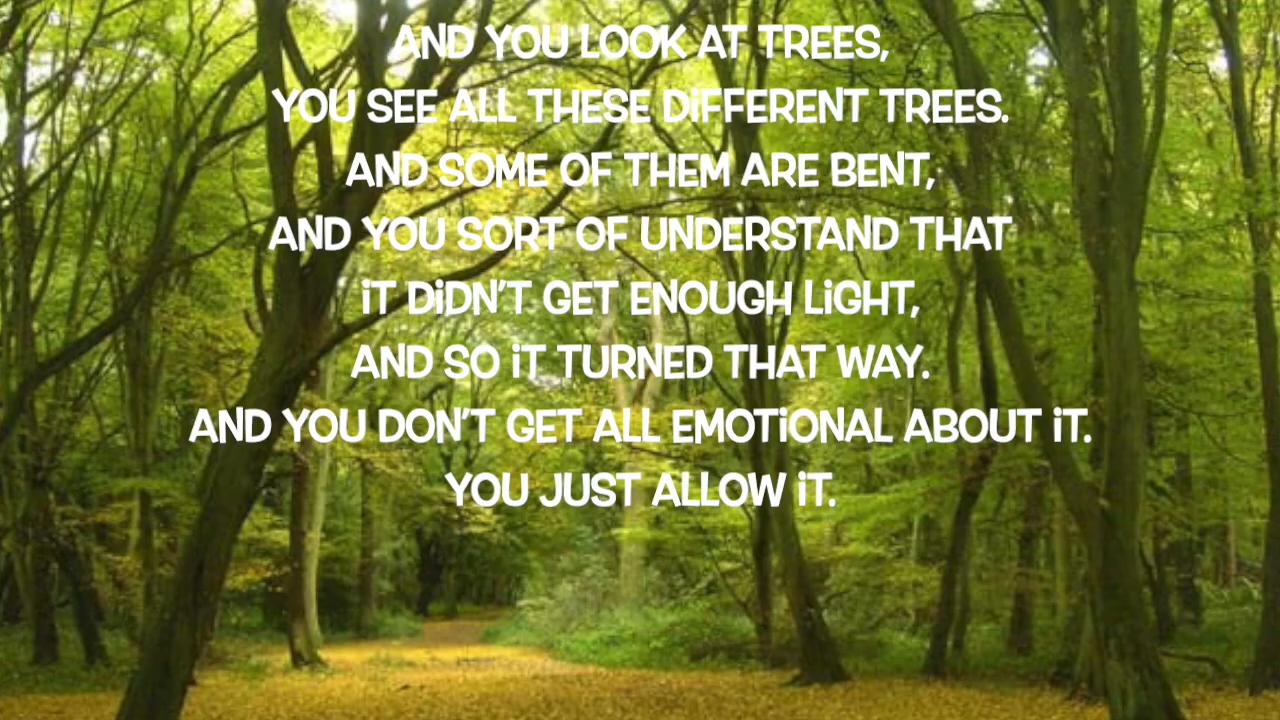 AND YOU LOOK AT TREES,
YOU SEE ALL THESE DiFFERENT TREES.
AND SOME OF THEM ARE BENT,
AND YOU SORT OF UNDERSTAND THAT
iT DiDN'T GET ENOUGH LiGHT,
AND SO iT TURNED THAT WAY.
AND YOU DON'T GET ALL EMOTiONAL ABOUT iT.
YOU JUST ALLOW iT.